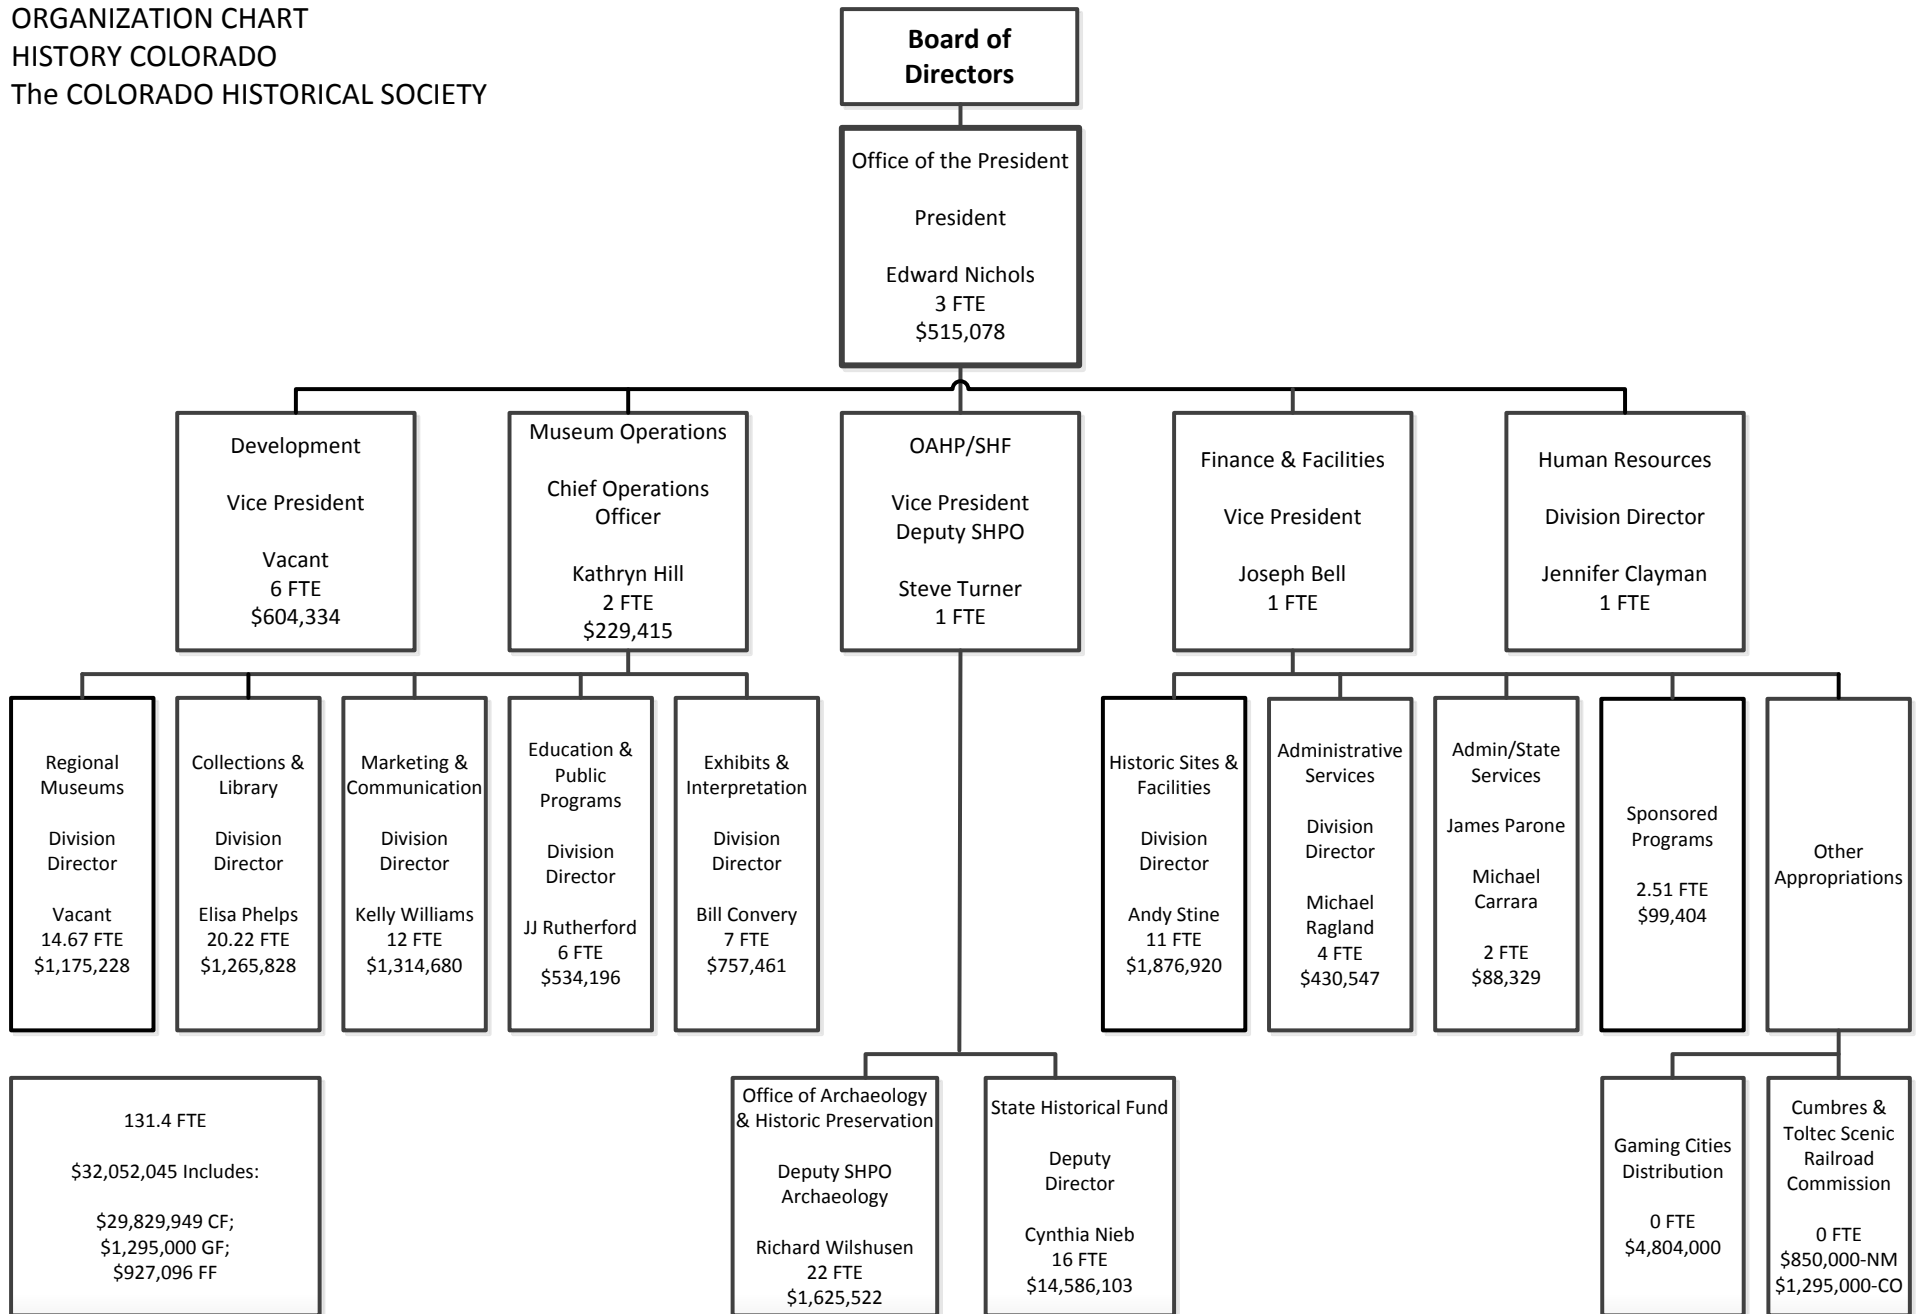 ORGANIZATION CHART
HISTORY COLORADO
The COLORADO HISTORICAL SOCIETY
Board of
Directors
Office of the President
President
Edward Nichols
3 FTE
$515,078
Development
Vice President
Vacant
6 FTE
$604,334
Museum Operations
Chief Operations
Officer
Kathryn Hill
2 FTE
$229,415
OAHP/SHF
Vice President
Deputy SHPO
Steve Turner
1 FTE
Finance & Facilities
Vice President
Joseph Bell
1 FTE
Human Resources
Division Director
Jennifer Clayman
1 FTE
Regional
Museums
Division
Director
Vacant
14.67 FTE
$1,175,228
Collections &
Library
Division
Director
Elisa Phelps
20.22 FTE
$1,265,828
Marketing &
Communication
Division
Director
Kelly Williams
12 FTE
$1,314,680
Education &
Public
Programs
Division
Director
JJ Rutherford
6 FTE
$534,196
Exhibits &
Interpretation
Division
Director
Bill Convery
7 FTE
$757,461
Historic Sites &
Facilities
Division
Director
Andy Stine
11 FTE
$1,876,920
Administrative
Services
Division
Director
Michael
Ragland
4 FTE
$430,547
Admin/State
Services
James Parone
Michael
Carrara
2 FTE
$88,329
Sponsored
Programs
2.51 FTE
$99,404
Other
Appropriations
131.4 FTE
$32,052,045 Includes:
$29,829,949 CF;
$1,295,000 GF;
$927,096 FF
Office of Archaeology
& Historic Preservation
Deputy SHPO
Archaeology
Richard Wilshusen
22 FTE
$1,625,522
State Historical Fund
Deputy
Director
Cynthia Nieb
16 FTE
$14,586,103
Gaming Cities
Distribution
0 FTE
$4,804,000
Cumbres &
Toltec Scenic
Railroad
Commission
0 FTE
$850,000-NM
$1,295,000-CO